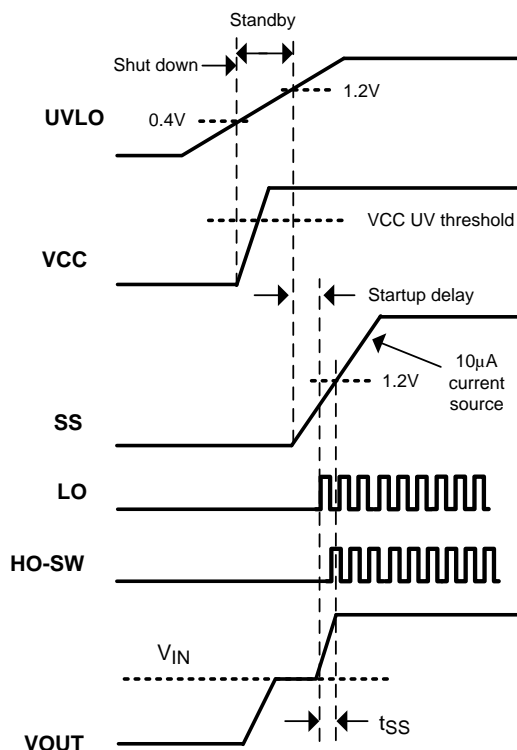 Standby
Shut down
1.2V
UVLO
0.4V
VCC UV threshold
VCC
Startup delay
10μA
current
source
1.2V
SS
LO
HO-SW
VIN
tSS
VOUT